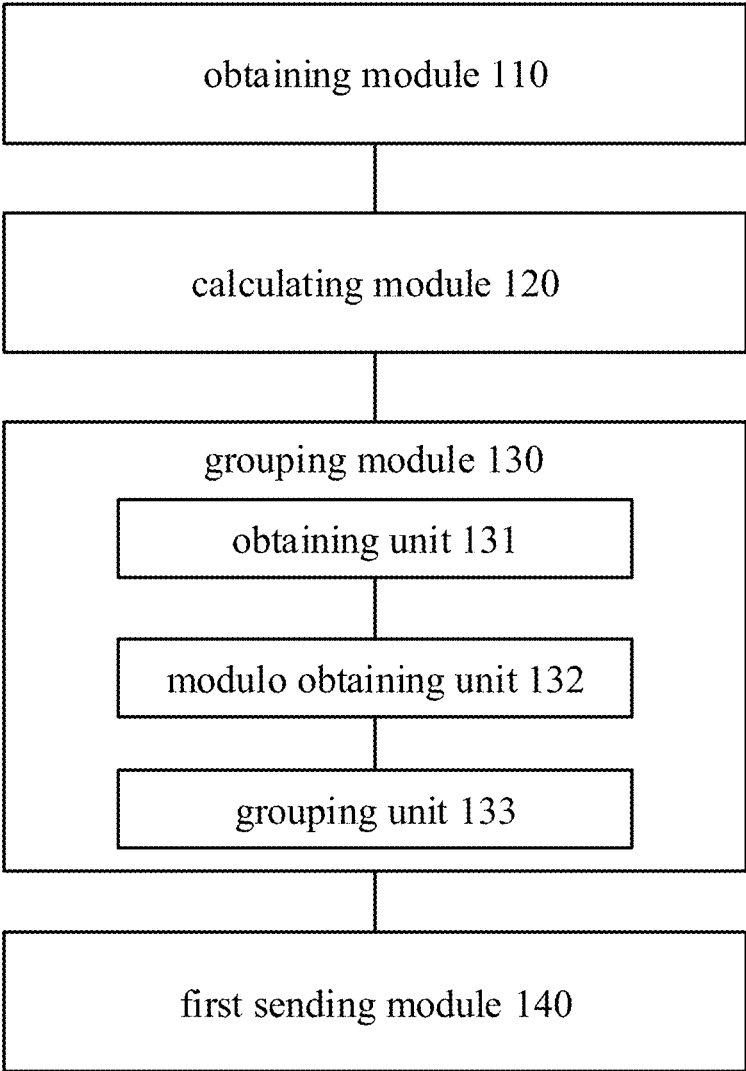 obtaining module 110
calculating module 120
grouping module 130
obtaining unit 131
modulo obtaining unit 132
grouping unit 133
first sending module 140